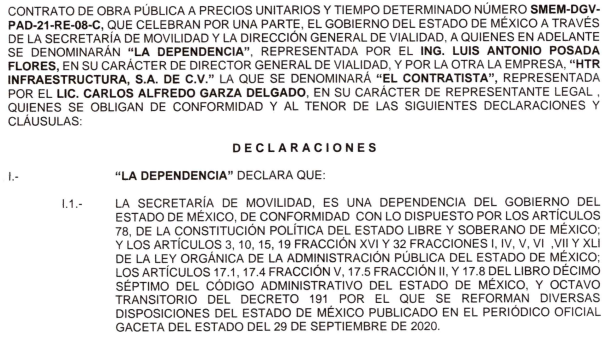 CONTRATO DE OBRA PÚBLICA A PRECIOS UNITARIOS Y TIEMPO DETERMINADO NÚMERO SMEM-DGV-
PAD-21-RE-08-C, QUE CELEBRAN POR UNA PARTE, EL GOBIERNO DEL ESTADO DE MÉXICO A TRAVÉS
DE LA SECRETARÍA DE MOVILIDAD Y LA DIRECCIÓN GENERAL DE VIALIDAD, A QUIENES EN ADELANTE
SE DENOMINARÁN "LA DEPENDENCIA", REPRESENTADA POR EL ING. LUIS ANTONIO POSADA
FLORES, EN SU CARÁCTER DE DIRECTOR GENERAL DE VIALIDAD, Y POR LA OTRA LA EMPRESA, "HTR
INFRAESTRUCTURA, S.A. DE C.V." LA QUE SE DENOMINARÁ "EL CONTRATISTA", REPRESENTADA
POR EL LIC. CARLOS ALFREDO GARZA DELGADO, EN SU CARÁCTER DE REPRESENTANTE LEGAL ,
QUIENES SE OBLIGAN DE CONFORMIDAD Y AL TENOR DE LAS SIGUIENTES DECLARACIONES Y
CLÁUSULAS:
DECLARACIONES
I.- "LA DEPENDENCIA" DECLARA QUE:
I.1.- LA SECRETARÍA DE MOVILIDAD, ES UNA DEPENDENCIA DEL GOBIERNO DEL
ESTADO DE MÉXICO, DE CONFORMIDAD CON LO DISPUESTO POR LOS ARTÍCULOS
78, DE LA CONSTITUCIÓN POLÍTICA DEL ESTADO LIBRE Y SOBERANO DE MÉXICO;
Y LOS ARTÍCULOS 3, 10, 15, 19 FRACCIÓN XVI Y 32 FRACCIONES I, IV, V, VI ,VII Y XLI
DE LA LEY ORGÁNICA DE LA ADMINISTRACIÓN PÚBLICA DEL ESTADO DE MÉXICO;
LOS ARTÍCULOS 17.1, 17.4 FRACCIÓN V, 17.5 FRACCIÓN II, Y 17.8 DEL LIBRO DÉCIMO
SÉPTIMO DEL CÓDIGO ADMINISTRATIVO DEL ESTADO DE MÉXICO, Y OCTAVO
TRANSITORIO DEL DECRETO 191 POR EL QUE SE REFORMAN DIVERSAS
DISPOSICIONES DEL ESTADO DE MÉXICO PUBLICADO EN EL PERIÓDICO OFICIAL
GACETA DEL ESTADO DEL 29 DE SEPTIEMBRE DE 2020.